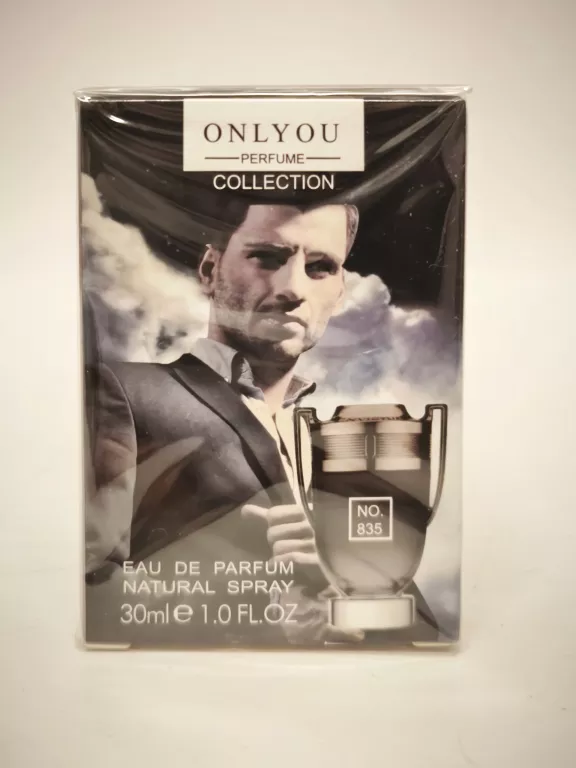 ONLYOU
PERFUME
COLLECTION
NO.
835
EAU DE PARFUM
NATURAL SPRAY
30ml e 1.0 FL.OZ